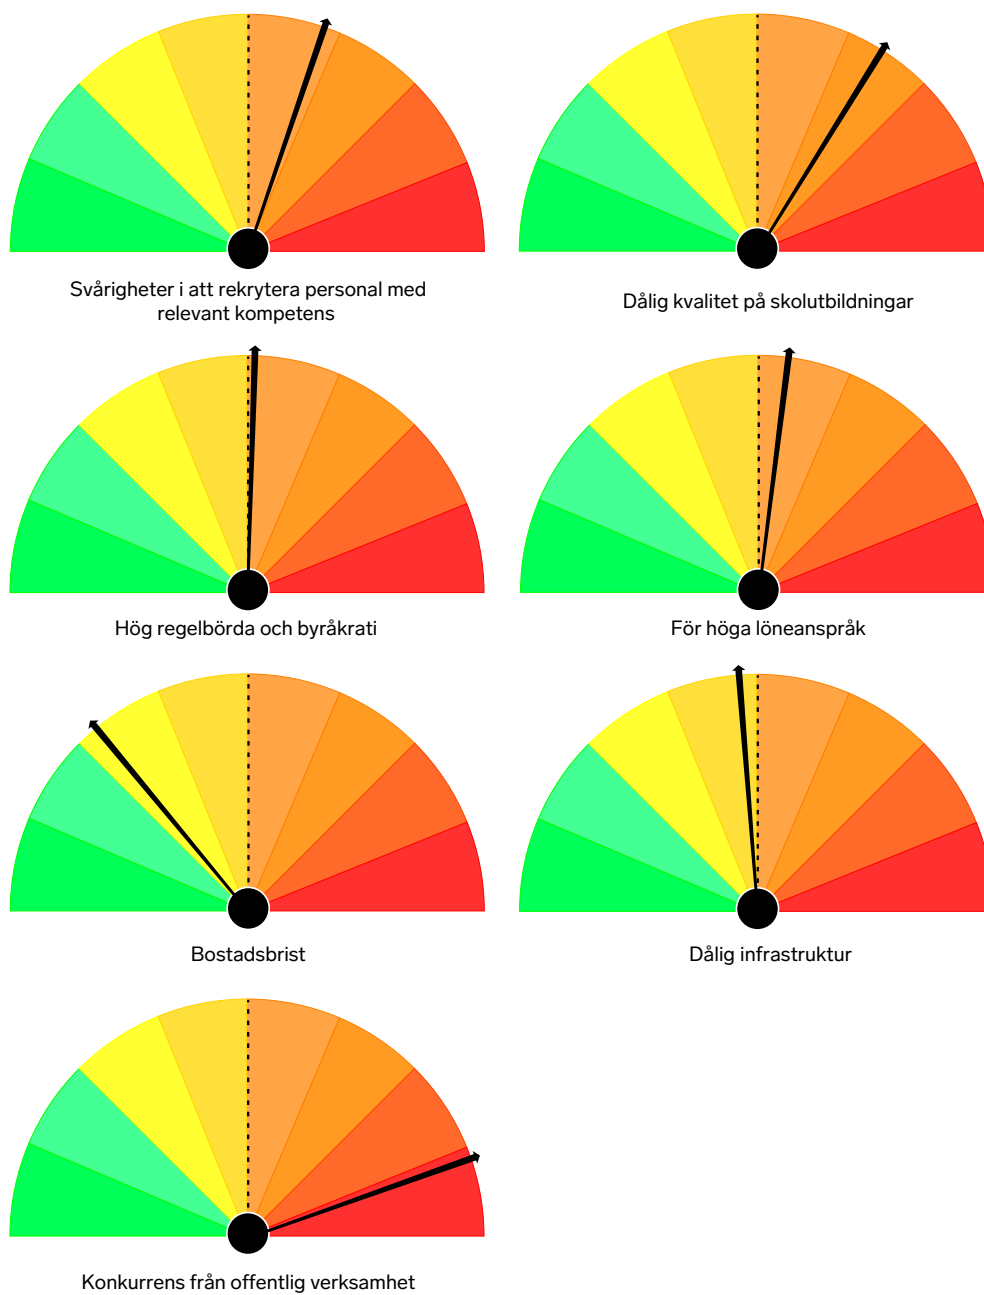 Svårigheter i att rekrytera personal med
relevant kompetens
Dålig kvalitet på skolutbildningar
Hög regelbörda och byråkrati
För höga löneanspråk
Bostadsbrist
Dålig infrastruktur
Konkurrens från offentlig verksamhet